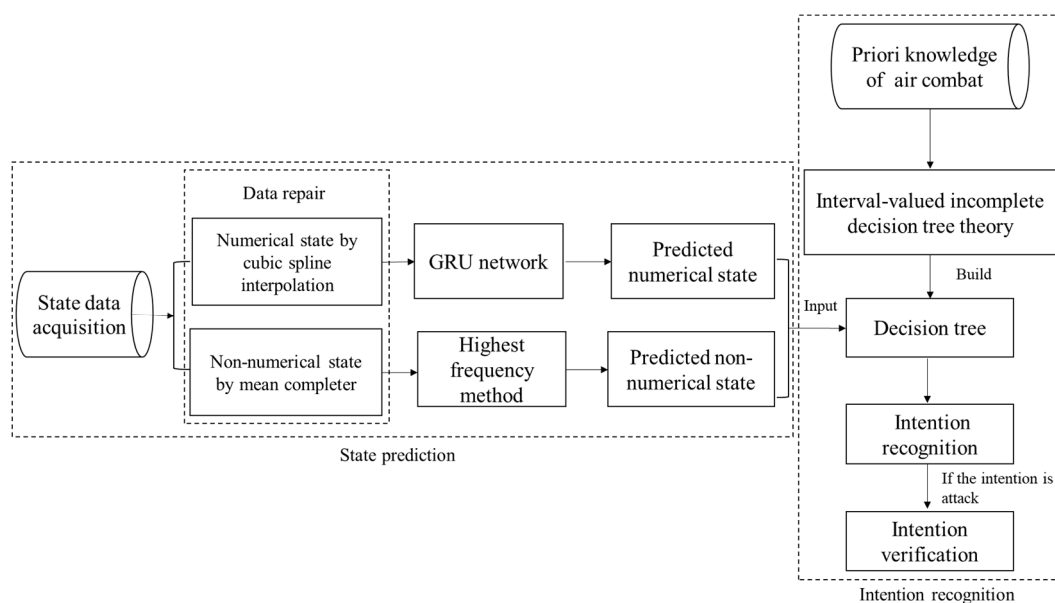 State data
acquisition
Data repair
Numerical state by
cubic spline
interpolation
Non-numerical state
by mean completer
GRU network
Highest
frequency
method
Predicted
numerical state
Predicted non-
numerical state
State prediction
Input
Priori knowledge
of air combat
Interval-valued incomplete
decision tree theory
Build
Decision tree
Intention
recognition
If the intention is
attack
Intention
verification
Intention recognition